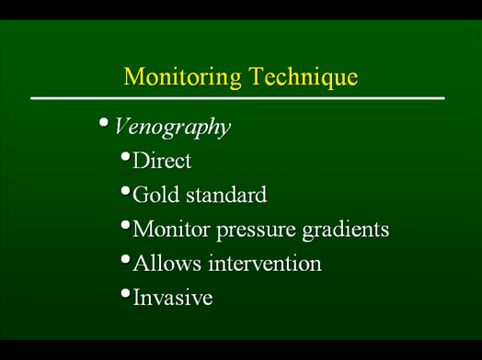 Monitoring Technique
• Venography
• Direct
• Gold standard
• Monitor pressure gradients
• Allows intervention
• Invasive